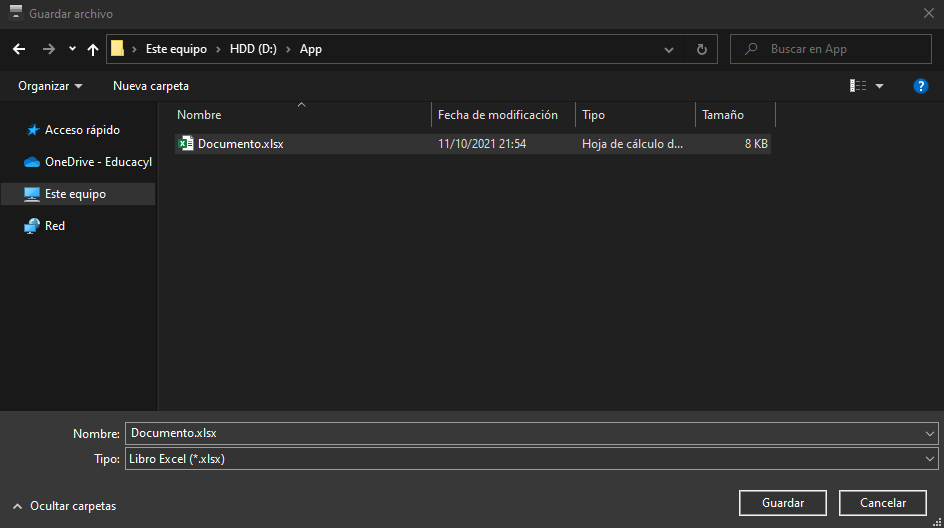 Guardar archivo
Este equipo > HDD (D:) > App
Buscar en App
Organizar
Nueva carpeta
?
Nombre
Fecha de modificación
Tipo
Tamaño
Acceso rápido
OneDrive - Educacyl
Este equipo
Red
Documento.xlsx
11/10/2021 21:54
Hoja de cálculo d...
8 KB
Nombre: Documento.xlsx
Tipo: Libro Excel (*.xlsx)
Ocultar carpetas
Guardar
Cancelar